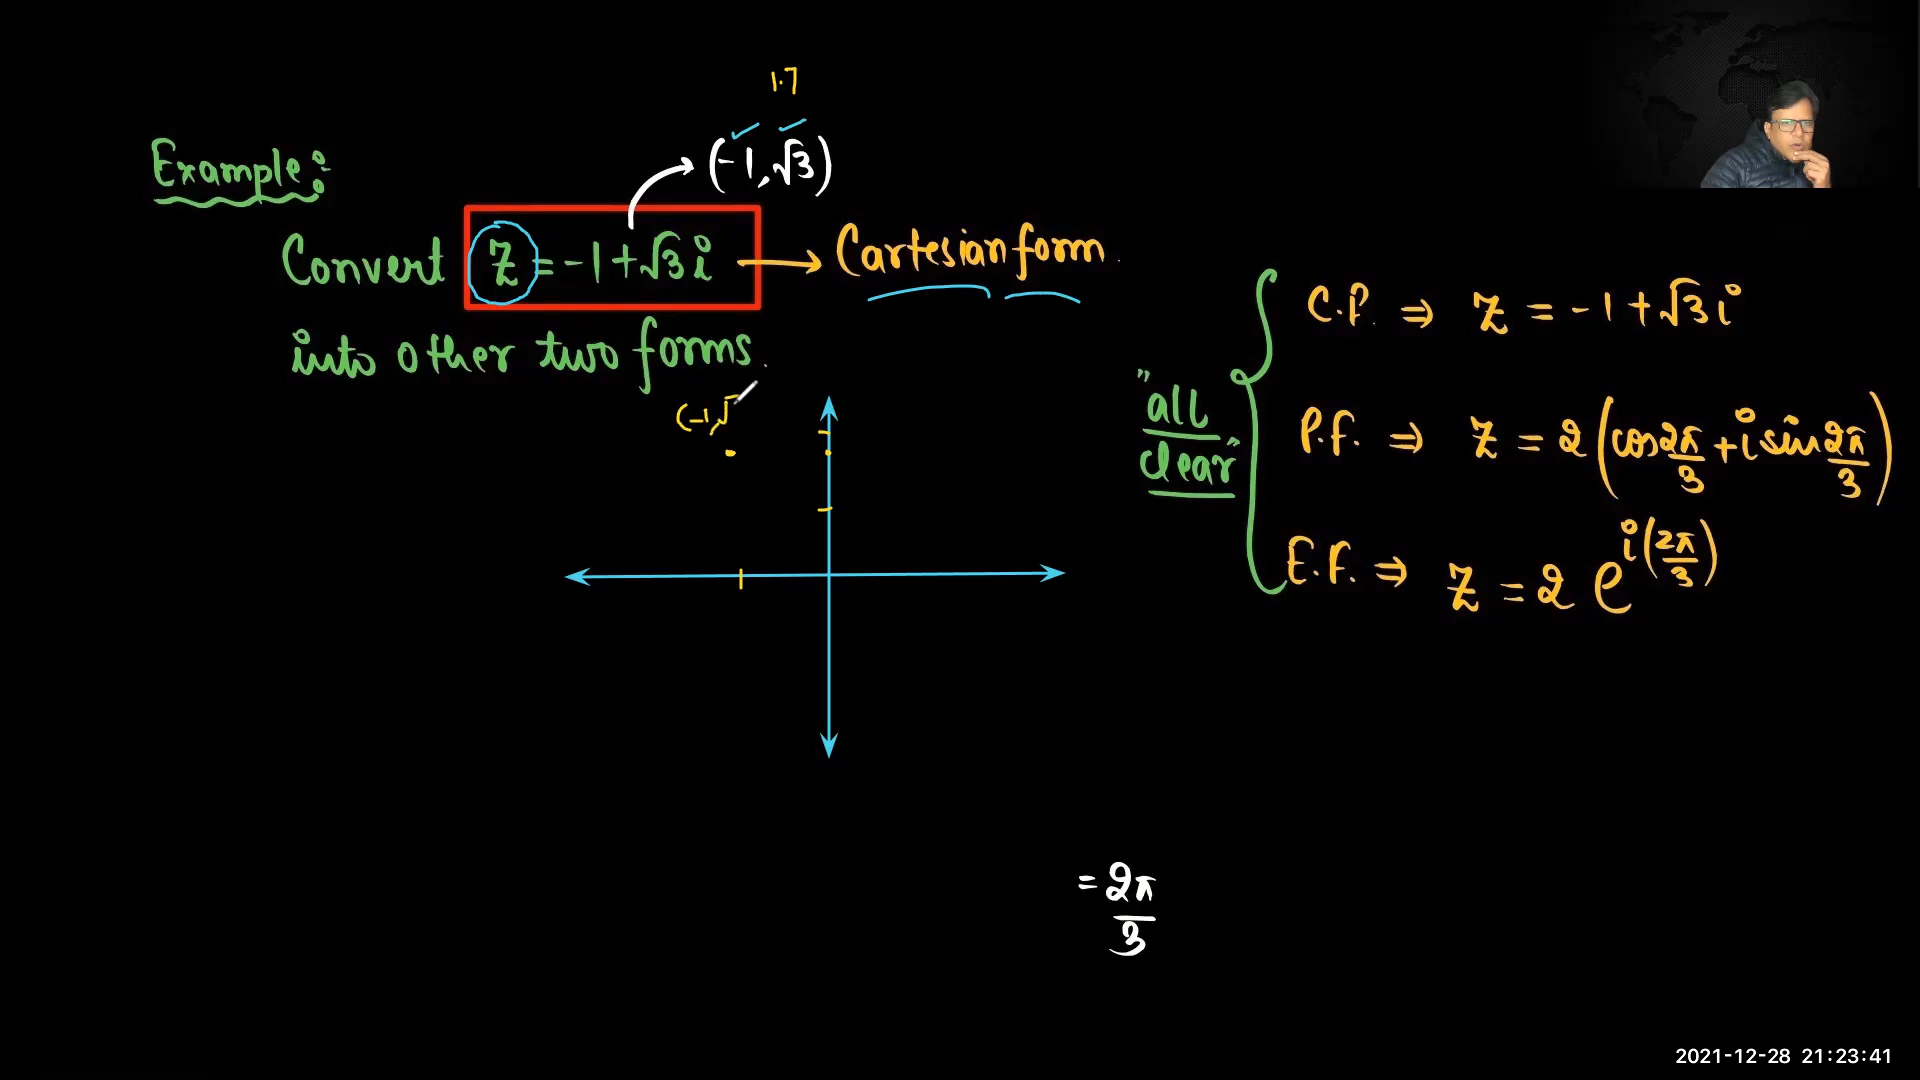 1.7
(-1, √3)
Example:-
Convert z = -1 + √3 i → Cartesian form.
into other two forms.
(-1, √
"all clear"
C.F. ⇒ z = -1 + √3 i
P.f. ⇒ z = 2 (cos 2π/3 + i sin 2π/3)
E.F. ⇒ z = 2 e^i(2π/3)
= 2π/3
2021-12-28 21:23:41